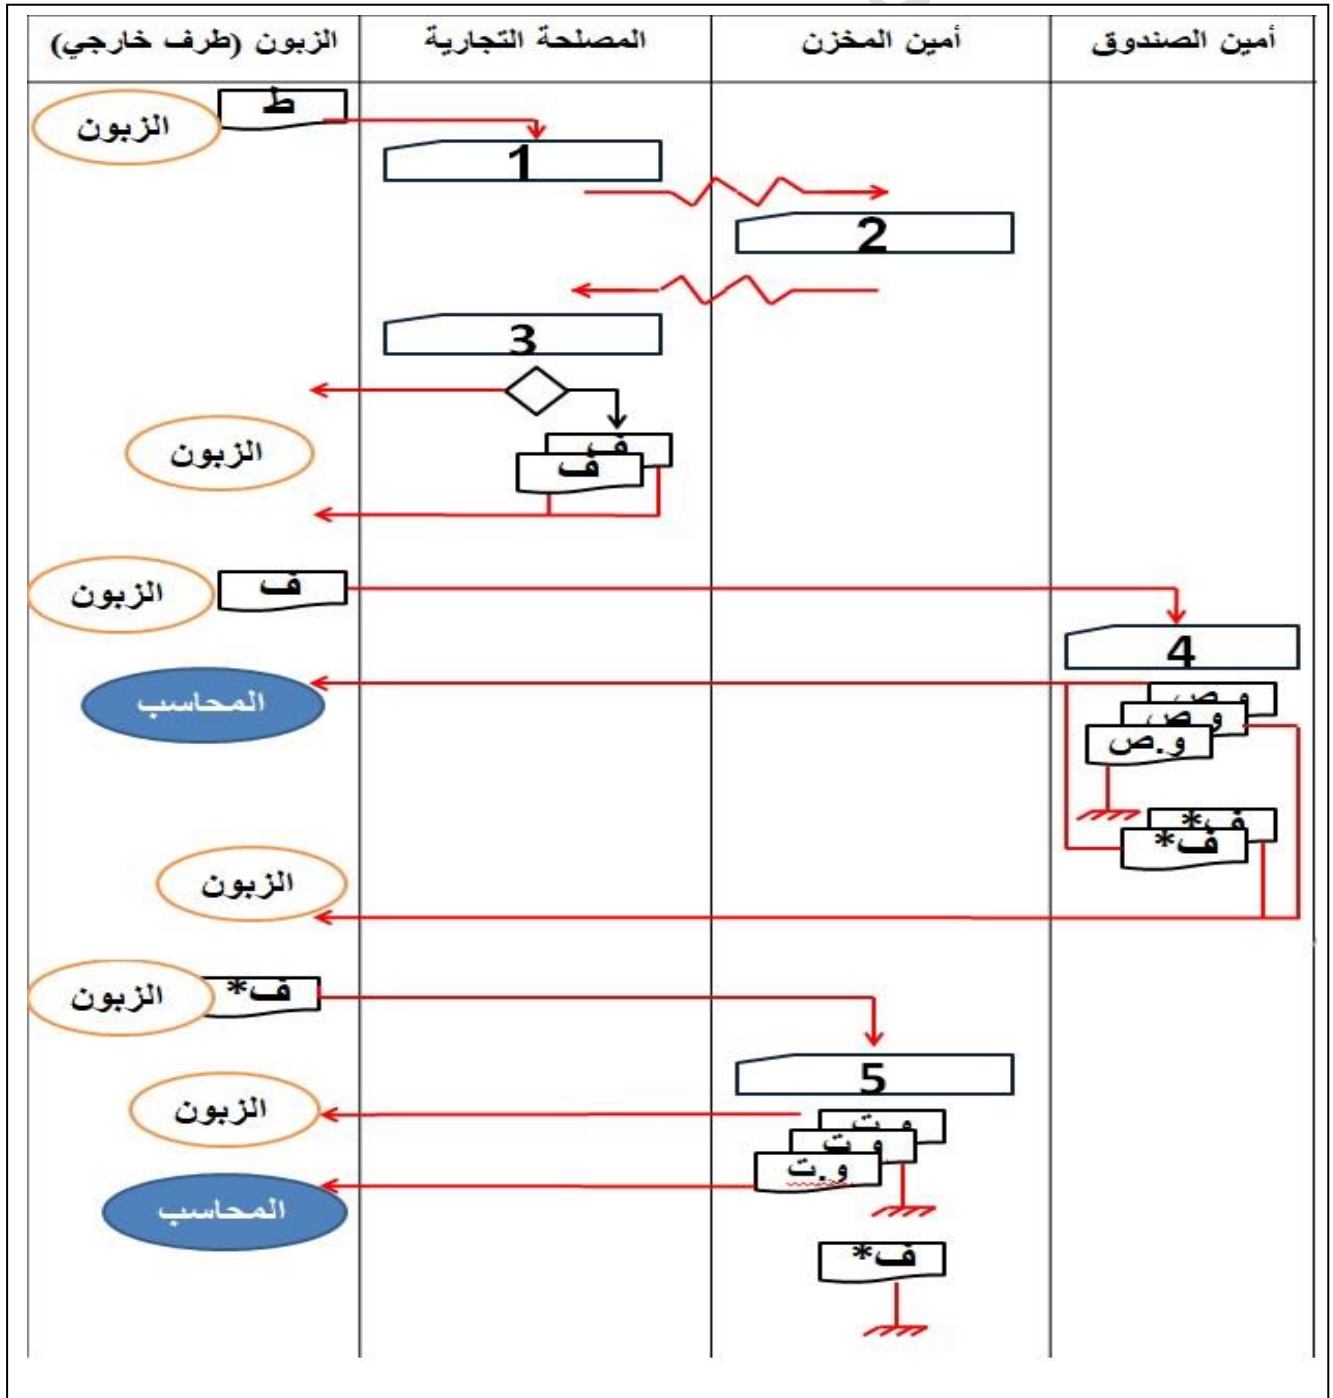 الزبون (طرف خارجي)
المصلحة التجارية
أمين المخزن
أمين الصندوق
الزبون
ط
1
2
3
الزبون
ف
ف
الزبون
ف
4
المحاسب
و.ص
و.ص
و.ص
ف*
ف*
الزبون
الزبون
ف*
5
الزبون
و.ت
و.ت
و.ت
المحاسب
ف*